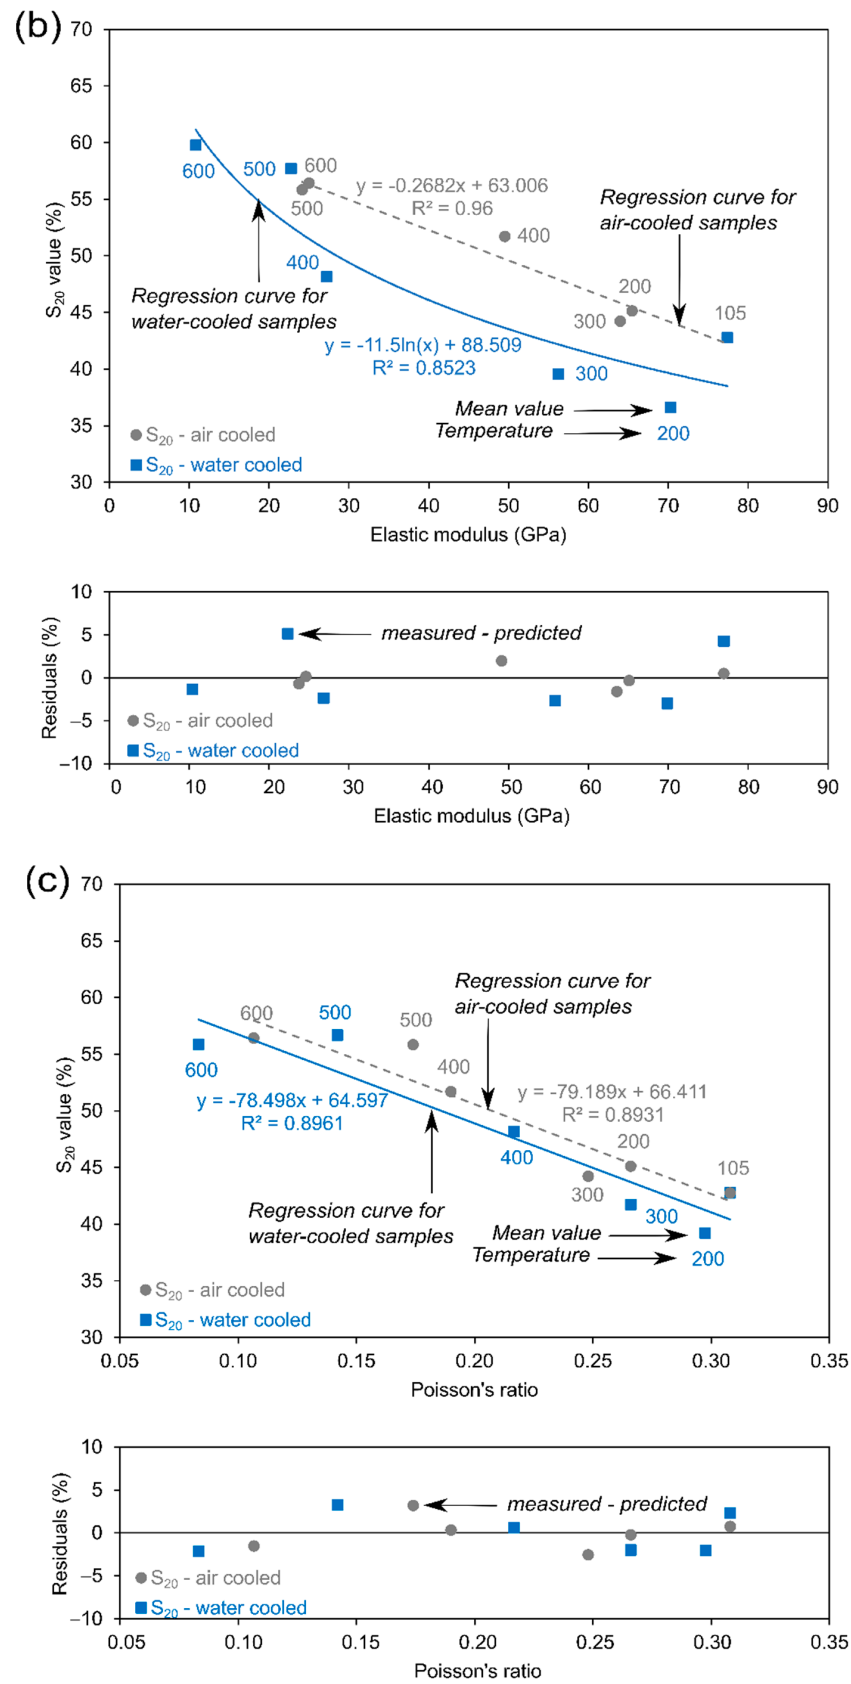 (b)
70
65
60
55
50
45
40
35
30
S20 value (%)
600
500
600
500
y = -0.2682x + 63.006
R² = 0.96
Regression curve for
air-cooled samples
400
400
Regression curve for
water-cooled samples
200
300
105
y = -11.5ln(x) + 88.509
R² = 0.8523
300
Mean value
Temperature
200
S20 - air cooled
S20 - water cooled
0 10 20 30 40 50 60 70 80 90
Elastic modulus (GPa)
10
5
0
−5
−10
Residuals (%)
measured - predicted
S20 - air cooled
S20 - water cooled
0 10 20 30 40 50 60 70 80 90
Elastic modulus (GPa)
(c)
70
65
60
55
50
45
40
35
30
S20 value (%)
Regression curve for
air-cooled samples
600
500
500
600
400
y = -78.498x + 64.597
R² = 0.8961
y = -79.189x + 66.411
R² = 0.8931
400
200
300
105
Regression curve for
water-cooled samples
300
Mean value
Temperature
200
S20 - air cooled
S20 - water cooled
0.05 0.10 0.15 0.20 0.25 0.30 0.35
Poisson's ratio
10
5
0
−5
−10
Residuals (%)
measured - predicted
S20 - air cooled
S20 - water cooled
0.05 0.10 0.15 0.20 0.25 0.30 0.35
Poisson's ratio